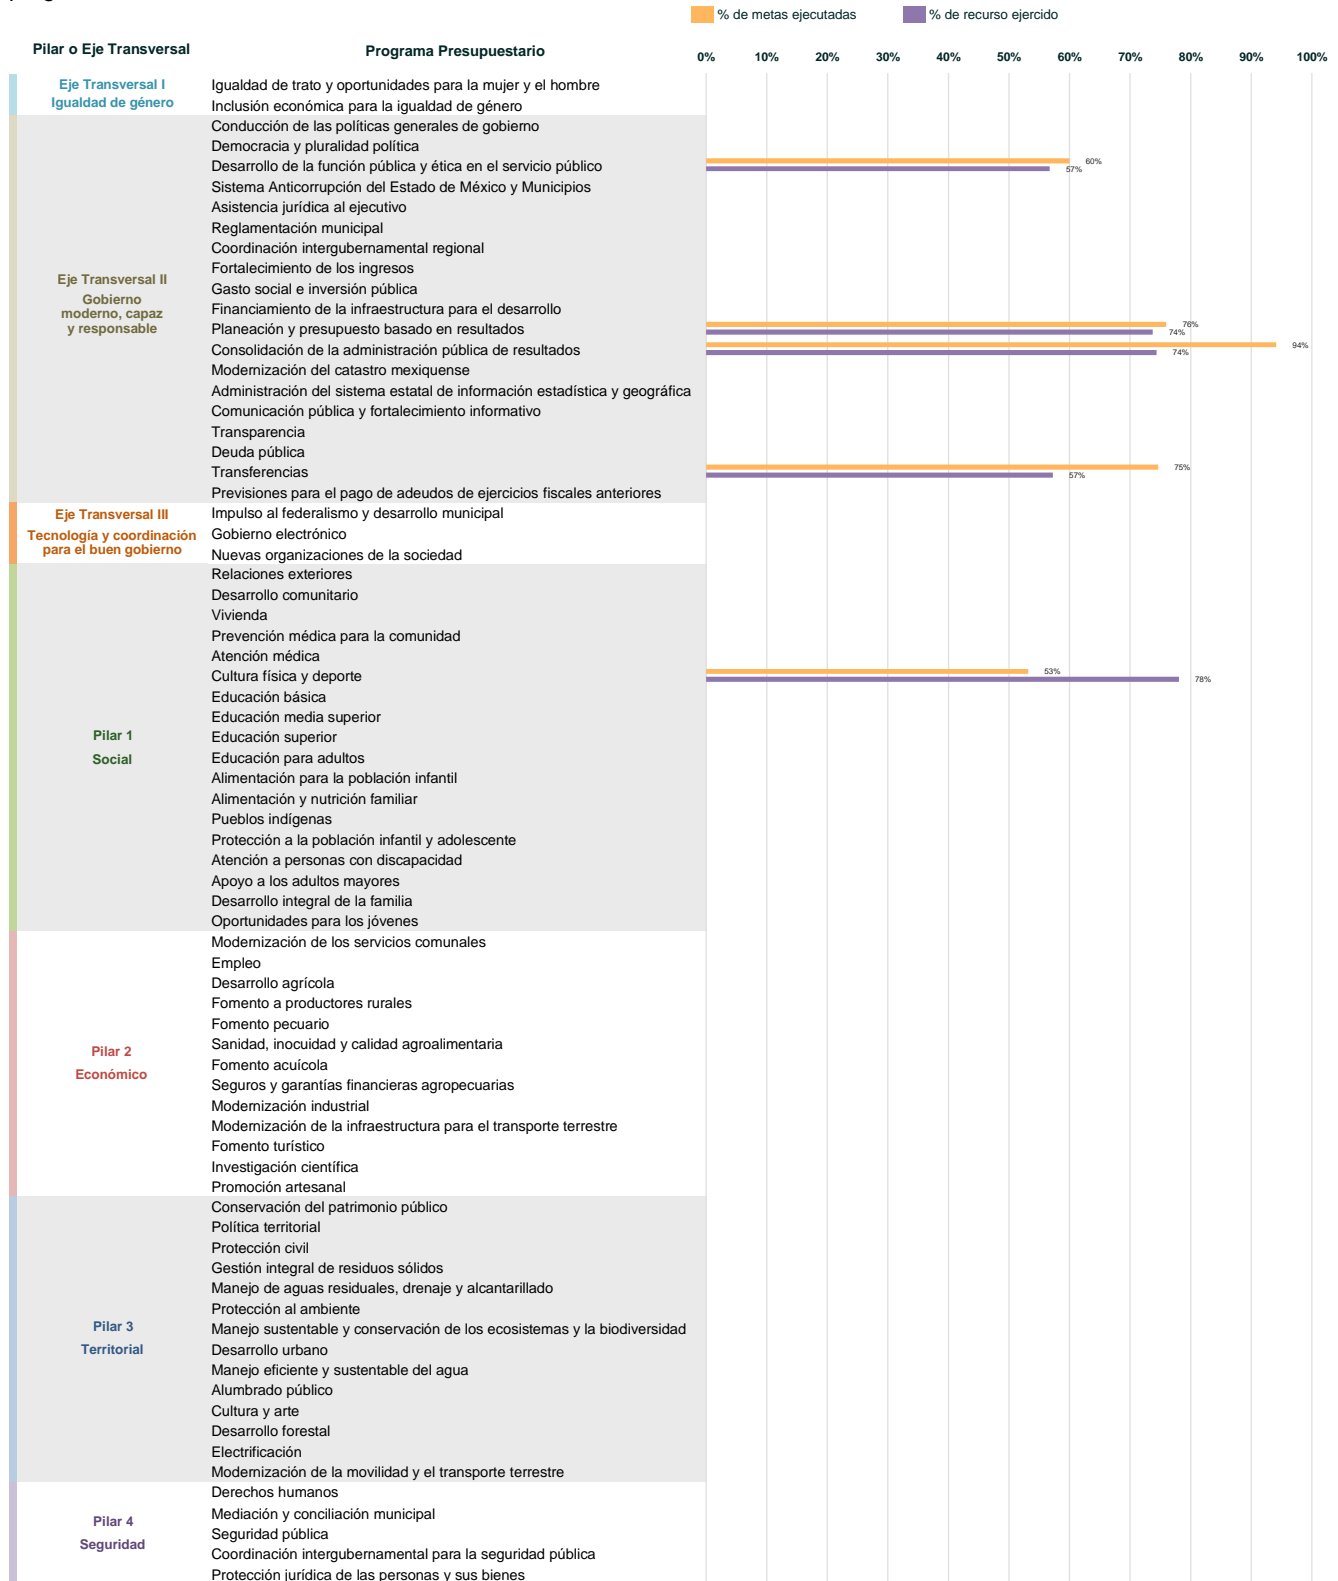 % de metas ejecutadas
% de recurso ejercido
Pilar o Eje Transversal
Programa Presupuestario
0% 10% 20% 30% 40% 50% 60% 70% 80% 90% 100%
Eje Transversal I
Igualdad de género
Igualdad de trato y oportunidades para la mujer y el hombre
Inclusión económica para la igualdad de género
Eje Transversal II
Gobierno
moderno, capaz
y responsable
Conducción de las políticas generales de gobierno
Democracia y pluralidad política
Desarrollo de la función pública y ética en el servicio público
60%
57%
Sistema Anticorrupción del Estado de México y Municipios
Asistencia jurídica al ejecutivo
Reglamentación municipal
Coordinación intergubernamental regional
Fortalecimiento de los ingresos
Gasto social e inversión pública
Financiamiento de la infraestructura para el desarrollo
Planeación y presupuesto basado en resultados
76%
74%
Consolidación de la administración pública de resultados
94%
74%
Modernización del catastro mexiquense
Administración del sistema estatal de información estadística y geográfica
Comunicación pública y fortalecimiento informativo
Transparencia
Deuda pública
Transferencias
75%
57%
Previsiones para el pago de adeudos de ejercicios fiscales anteriores
Eje Transversal III
Tecnología y coordinación
para el buen gobierno
Impulso al federalismo y desarrollo municipal
Gobierno electrónico
Nuevas organizaciones de la sociedad
Pilar 1
Social
Relaciones exteriores
Desarrollo comunitario
Vivienda
Prevención médica para la comunidad
Atención médica
Cultura física y deporte
53%
78%
Educación básica
Educación media superior
Educación superior
Educación para adultos
Alimentación para la población infantil
Alimentación y nutrición familiar
Pueblos indígenas
Protección a la población infantil y adolescente
Atención a personas con discapacidad
Apoyo a los adultos mayores
Desarrollo integral de la familia
Oportunidades para los jóvenes
Pilar 2
Económico
Modernización de los servicios comunales
Empleo
Desarrollo agrícola
Fomento a productores rurales
Fomento pecuario
Sanidad, inocuidad y calidad agroalimentaria
Fomento acuícola
Seguros y garantías financieras agropecuarias
Modernización industrial
Modernización de la infraestructura para el transporte terrestre
Fomento turístico
Investigación científica
Promoción artesanal
Pilar 3
Territorial
Conservación del patrimonio público
Política territorial
Protección civil
Gestión integral de residuos sólidos
Manejo de aguas residuales, drenaje y alcantarillado
Protección al ambiente
Manejo sustentable y conservación de los ecosistemas y la biodiversidad
Desarrollo urbano
Manejo eficiente y sustentable del agua
Alumbrado público
Cultura y arte
Desarrollo forestal
Electrificación
Modernización de la movilidad y el transporte terrestre
Pilar 4
Seguridad
Derechos humanos
Mediación y conciliación municipal
Seguridad pública
Coordinación intergubernamental para la seguridad pública
Protección jurídica de las personas y sus bienes